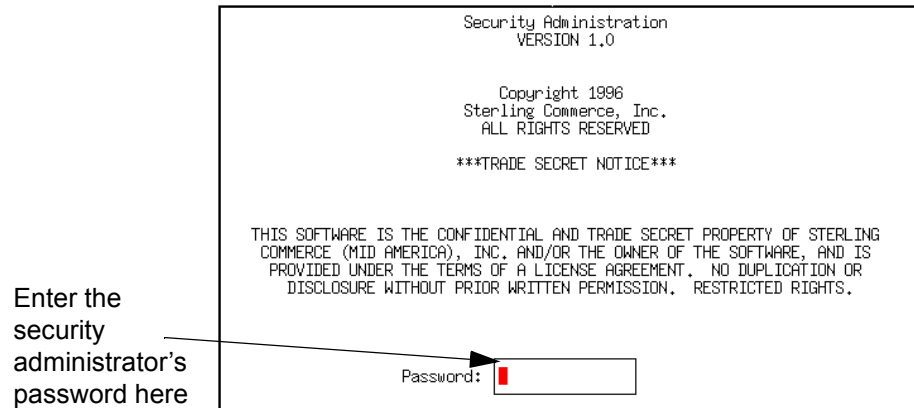 Security Administration
VERSION 1.0
Copyright 1996
Sterling Commerce, Inc.
ALL RIGHTS RESERVED
***TRADE SECRET NOTICE***
THIS SOFTWARE IS THE CONFIDENTIAL AND TRADE SECRET PROPERTY OF STERLING
COMMERCE (MID AMERICA), INC. AND/OR THE OWNER OF THE SOFTWARE, AND IS
PROVIDED UNDER THE TERMS OF A LICENSE AGREEMENT. NO DUPLICATION OR
DISCLOSURE WITHOUT PRIOR WRITTEN PERMISSION. RESTRICTED RIGHTS.
Enter the
security
administrator's
password here
Password: